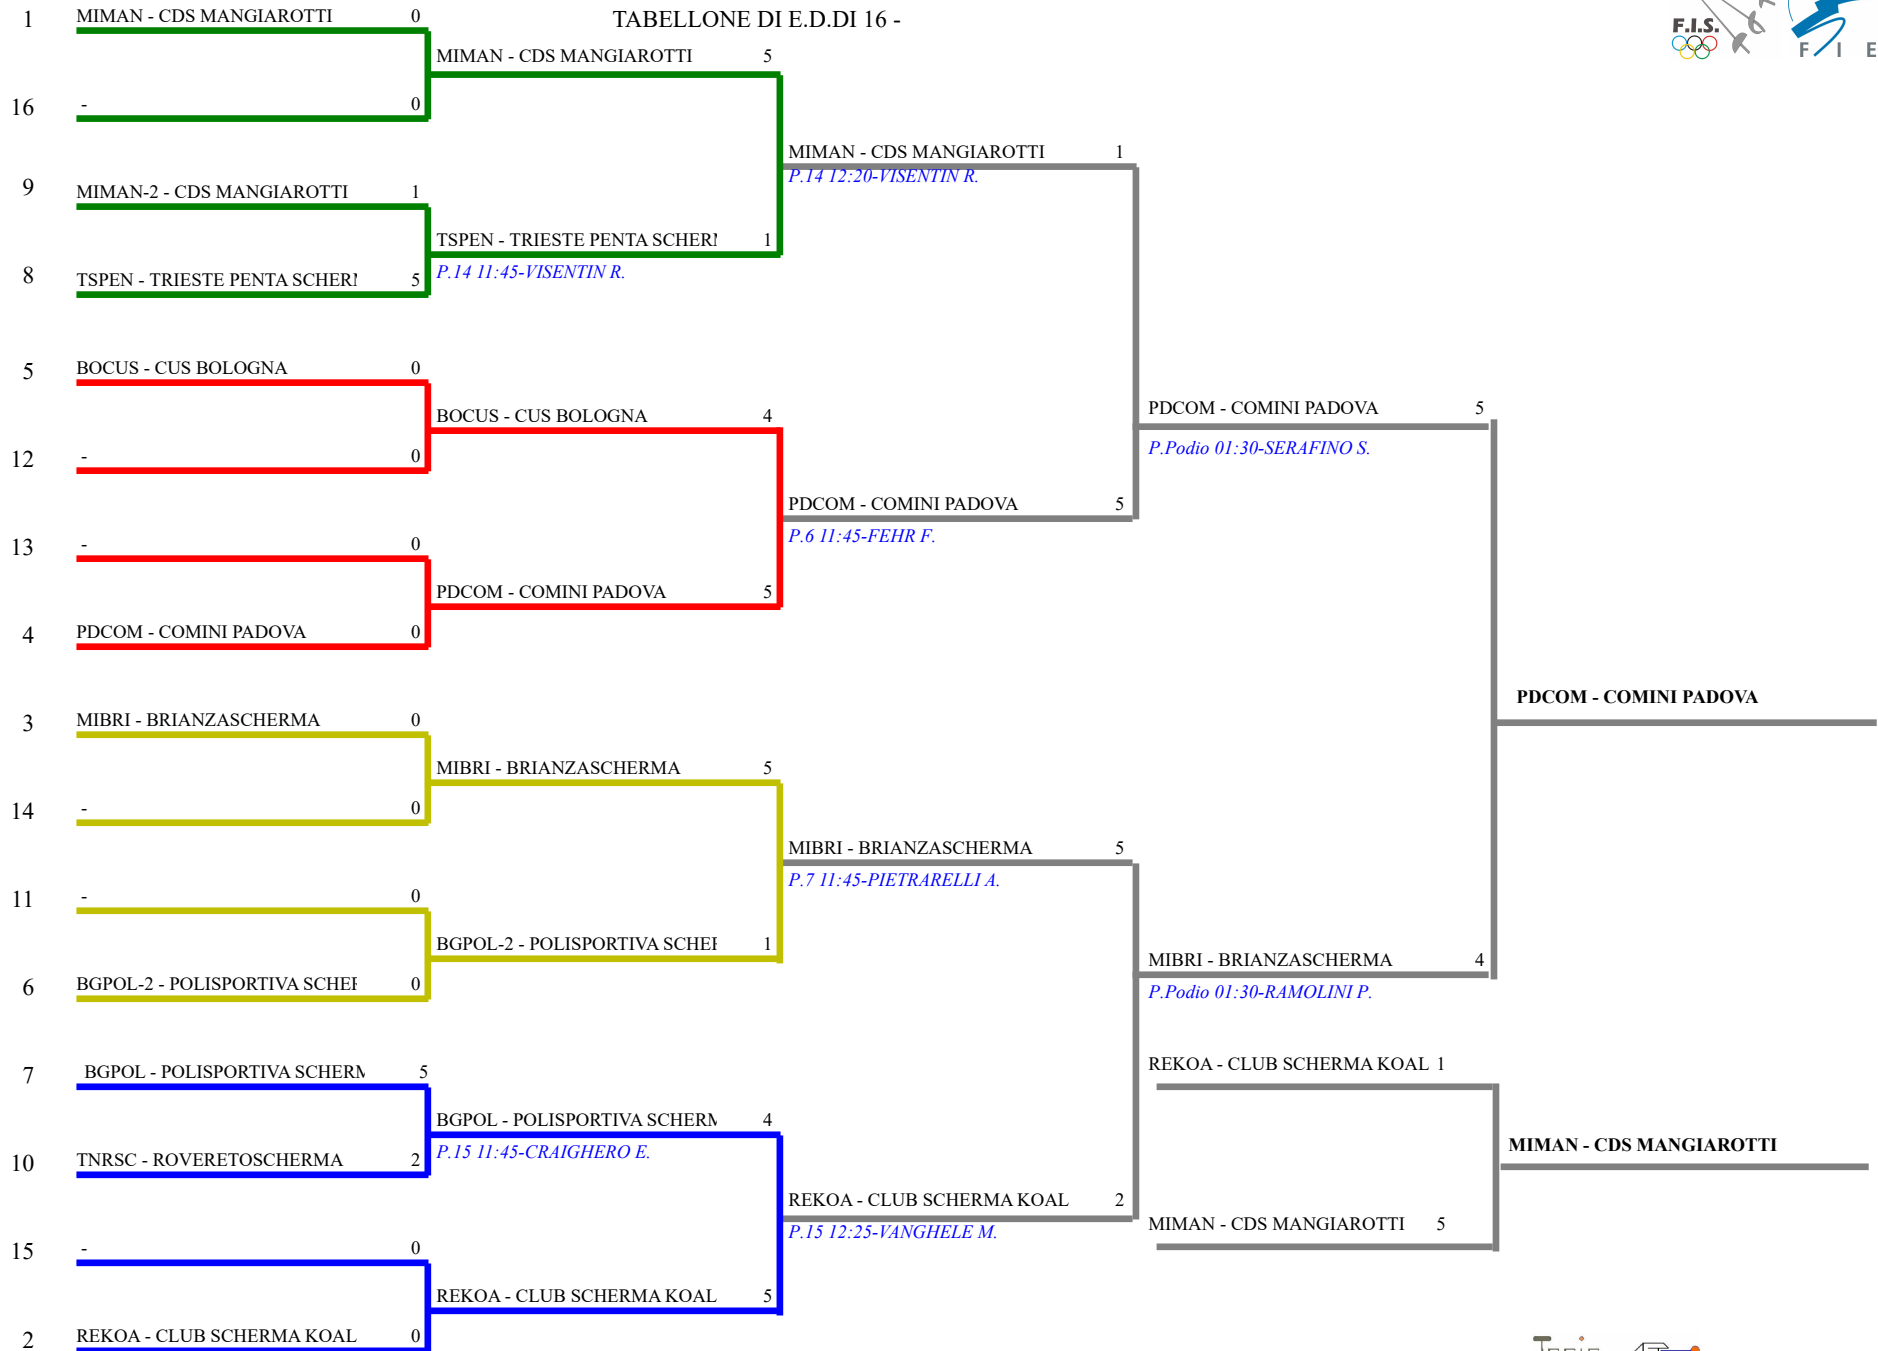 TABELLONE DI E.D.DI 16 -
F.I.S.
F I E
1 MIMAN - CDS MANGIAROTTI 0
MIMAN - CDS MANGIAROTTI 5
16 - 0
MIMAN - CDS MANGIAROTTI 1
P.14 12:20-VISENTIN R.
9 MIMAN-2 - CDS MANGIAROTTI 1
TSPEN - TRIESTE PENTA SCHER 1
P.14 11:45-VISENTIN R.
8 TSPEN - TRIESTE PENTA SCHER 5
5 BOCUS - CUS BOLOGNA 0
BOCUS - CUS BOLOGNA 4
PDCOM - COMINI PADOVA 5
P.Podio 01:30-SERAFINO S.
12 - 0
PDCOM - COMINI PADOVA 5
P.6 11:45-FEHR F.
13 - 0
PDCOM - COMINI PADOVA 5
4 PDCOM - COMINI PADOVA 0
PDCOM - COMINI PADOVA
3 MIBRI - BRIANZASCHERMA 0
MIBRI - BRIANZASCHERMA 5
14 - 0
MIBRI - BRIANZASCHERMA 5
P.7 11:45-PIETRARELLI A.
11 - 0
BGPOL-2 - POLISPORTIVA SCHE 1
MIBRI - BRIANZASCHERMA 4
P.Podio 01:30-RAMOLINI P.
6 BGPOL-2 - POLISPORTIVA SCHE 0
7 BGPOL - POLISPORTIVA SCHER 5
REKOA - CLUB SCHERMA KOAL 1
BGPOL - POLISPORTIVA SCHER 4
P.15 11:45-CRAIGHERO E.
MIMAN - CDS MANGIAROTTI
10 TNRSC - ROVERETOSCHERMA 2
REKOA - CLUB SCHERMA KOAL 2
P.15 12:25-VANGHELE M.
MIMAN - CDS MANGIAROTTI 5
15 - 0
REKOA - CLUB SCHERMA KOAL 5
2 REKOA - CLUB SCHERMA KOAL 0